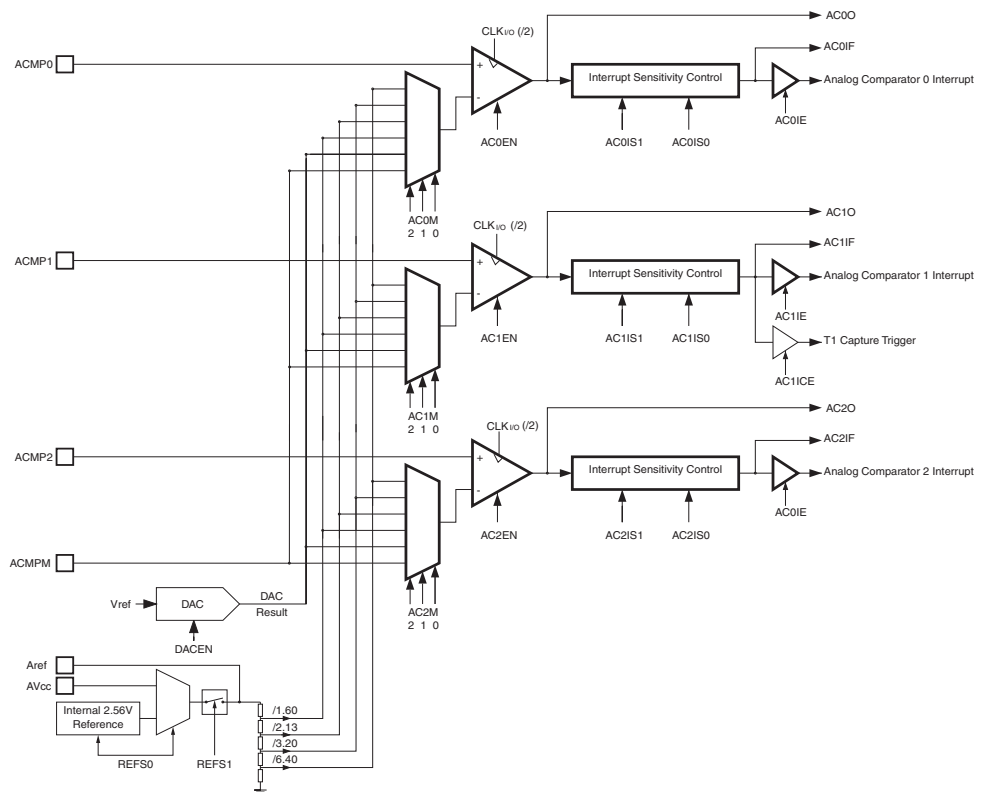 CLKI/O (/2)
AC0O
ACMP0
+
-
Interrupt Sensitivity Control
AC0IF
Analog Comparator 0 Interrupt
AC0IE
AC0EN
AC0IS1
AC0IS0
AC0M
2 1 0
CLKI/O (/2)
AC1O
ACMP1
+
-
Interrupt Sensitivity Control
AC1IF
Analog Comparator 1 Interrupt
AC1IE
AC1EN
AC1IS1
AC1IS0
T1 Capture Trigger
AC1ICE
AC1M
2 1 0
CLKI/O (/2)
AC2O
ACMP2
+
-
Interrupt Sensitivity Control
AC2IF
Analog Comparator 2 Interrupt
AC0IE
AC2EN
AC2IS1
AC2IS0
ACMPM
AC2M
2 1 0
Vref
DAC
DAC
Result
DACEN
Aref
AVcc
Internal 2.56V
Reference
REFS0
REFS1
/1.60
/2.13
/3.20
/6.40